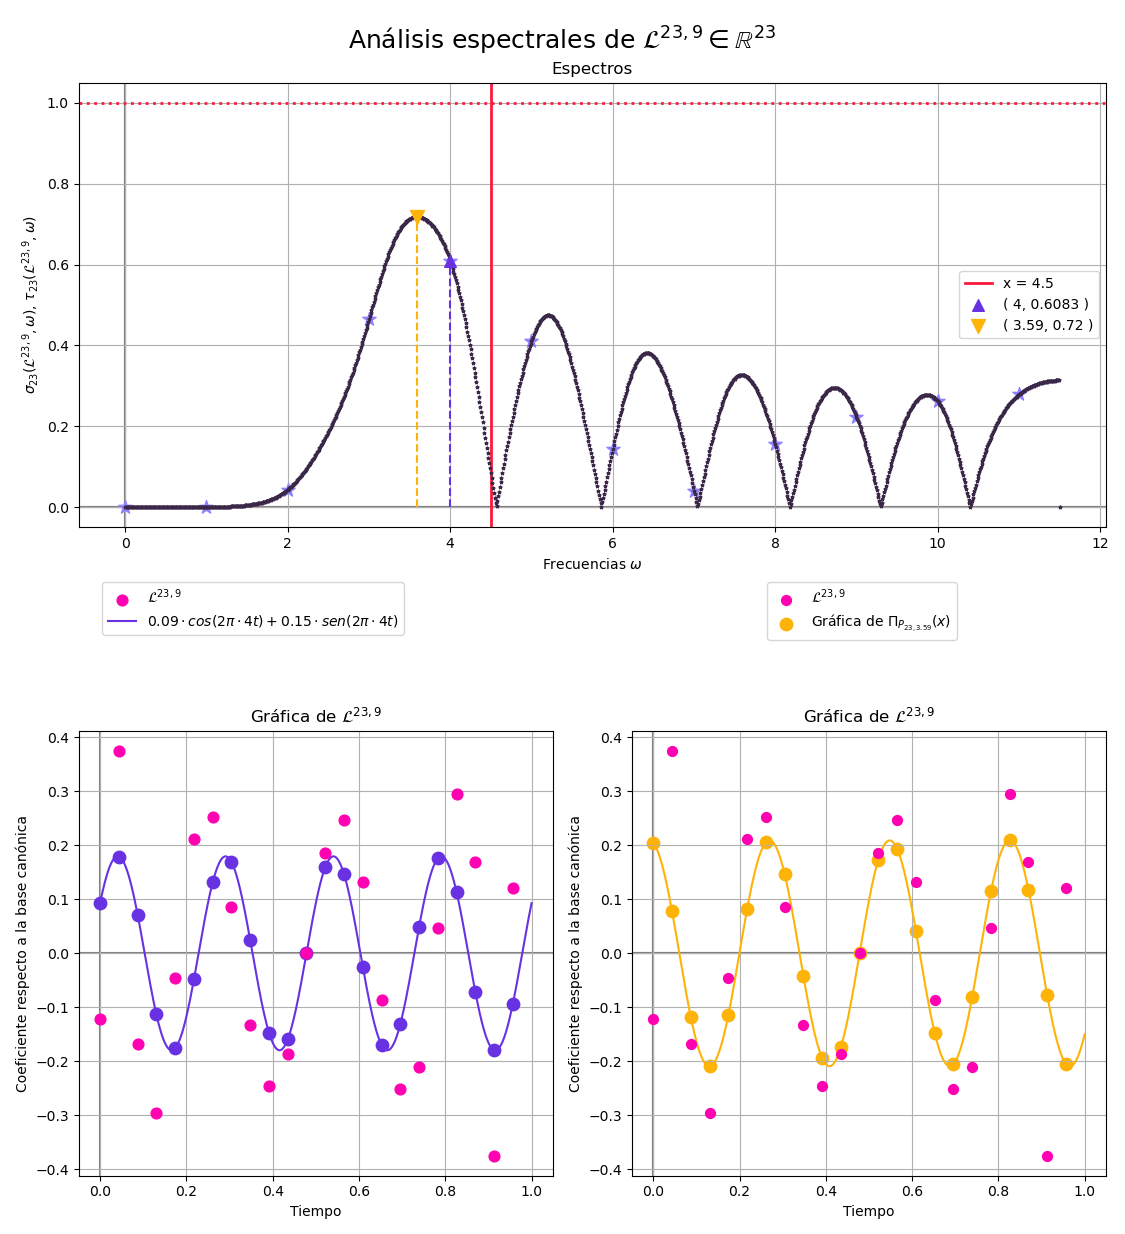 Análisis espectrales de 𝓛^{23,9} ∈ ℝ^{23}
Espectros
1.0
0.8
0.6
0.4
0.2
0.0
σ₂₃(𝓛^{23,9}, ω), τ₂₃(𝓛^{23,9}, ω)
x = 4.5
( 4, 0.6083 )
( 3.59, 0.72 )
0 2 4 6 8 10 12
Frecuencias ω
𝓛^{23,9}
0.09 · cos(2π · 4t) + 0.15 · sen(2π · 4t)
𝓛^{23,9}
Gráfica de Π_{P_{23,3.59}}(x)
Gráfica de 𝓛^{23,9}
0.4
0.3
0.2
0.1
0.0
−0.1
−0.2
−0.3
−0.4
Coeficiente respecto a la base canónica
0.0 0.2 0.4 0.6 0.8 1.0
Tiempo
Gráfica de 𝓛^{23,9}
0.4
0.3
0.2
0.1
0.0
−0.1
−0.2
−0.3
−0.4
Coeficiente respecto a la base canónica
0.0 0.2 0.4 0.6 0.8 1.0
Tiempo